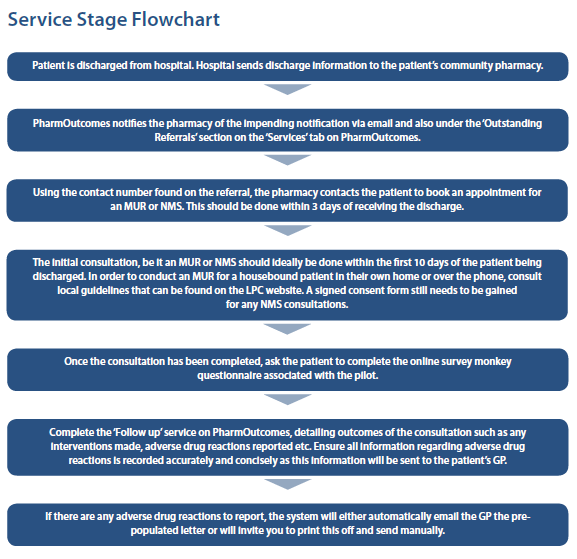 Service Stage Flowchart
Patient is discharged from hospital. Hospital sends discharge information to the patient's community pharmacy.
PharmOutcomes notifies the pharmacy of the impending notification via email and also under the 'Outstanding
Referrals' section on the 'Services' tab on PharmOutcomes.
Using the contact number found on the referral, the pharmacy contacts the patient to book an appointment for
an MUR or NMS. This should be done within 3 days of receiving the discharge.
The initial consultation, be it an MUR or NMS should ideally be done within the first 10 days of the patient being
discharged. In order to conduct an MUR for a housebound patient in their own home or over the phone, consult
local guidelines that can be found on the LPC website. A signed consent form still needs to be gained
for any NMS consultations.
Once the consultation has been completed, ask the patient to complete the online survey monkey
questionnaire associated with the pilot.
Complete the 'Follow up' service on PharmOutcomes, detailing outcomes of the consultation such as any
interventions made, adverse drug reactions reported etc. Ensure all information regarding adverse drug
reactions is recorded accurately and concisely as this information will be sent to the patient's GP.
If there are any adverse drug reactions to report, the system will either automatically email the GP the pre-
populated letter or will invite you to print this off and send manually.